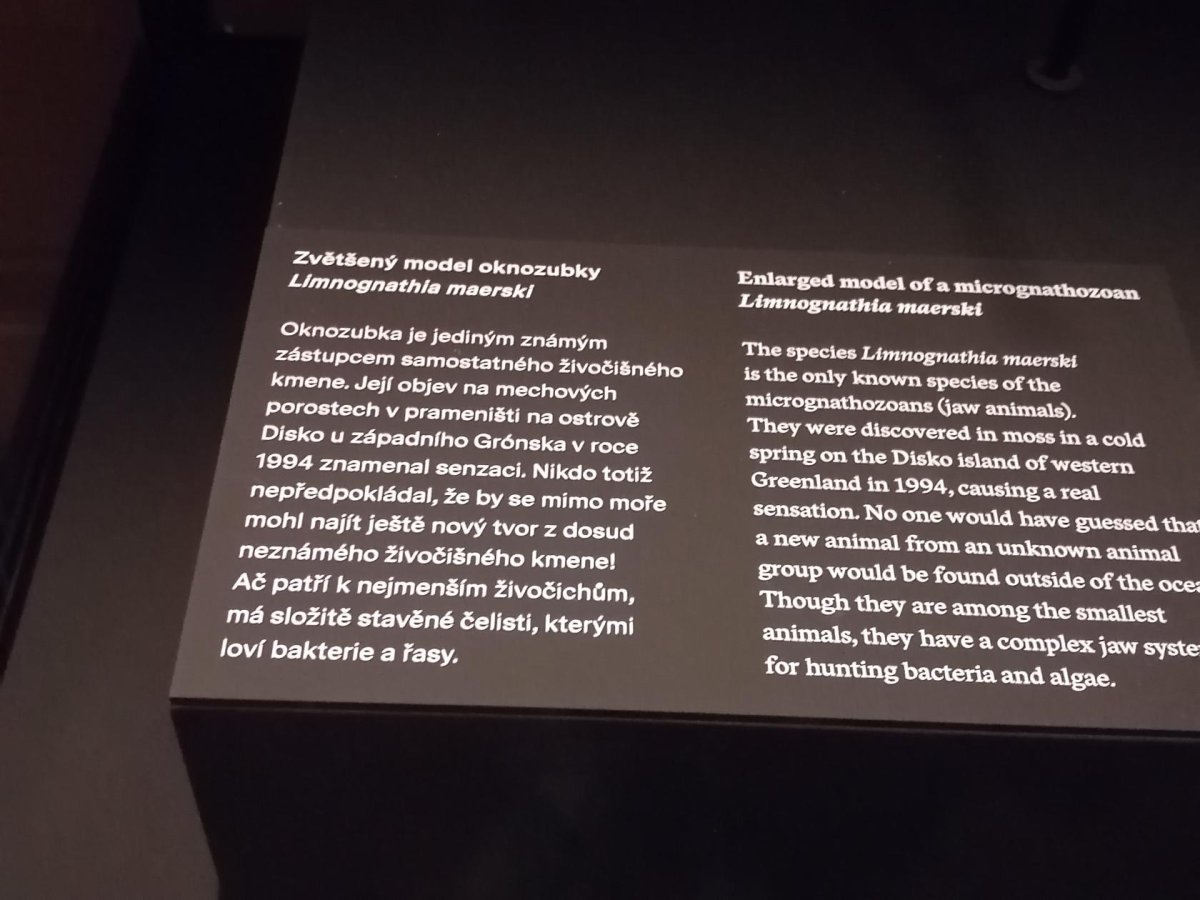 Zvětšený model oknozubky
Limnognathia maerski
Oknozubka je jediným známým
zástupcem samostatného živočišného
kmene. Její objev na mechových
porostech v prameništi na ostrově
Disko u západního Grónska v roce
1994 znamenal senzaci. Nikdo totiž
nepředpokládal, že by se mimo moře
mohl najít ještě nový tvor z dosud
neznámého živočišného kmene!
Ač patří k nejmenším živočichům,
má složitě stavěné čelisti, kterými
loví bakterie a řasy.
Enlarged model of a micrognathozoan
Limnognathia maerski
The species Limnognathia maerski
is the only known species of the
micrognathozoans (jaw animals).
They were discovered in moss in a cold
spring on the Disko island of western
Greenland in 1994, causing a real
sensation. No one would have guessed
a new animal from an unknown animal
group would be found outside of the
Though they are among the smallest
animals, they have a complex jaw
for hunting bacteria and algae.